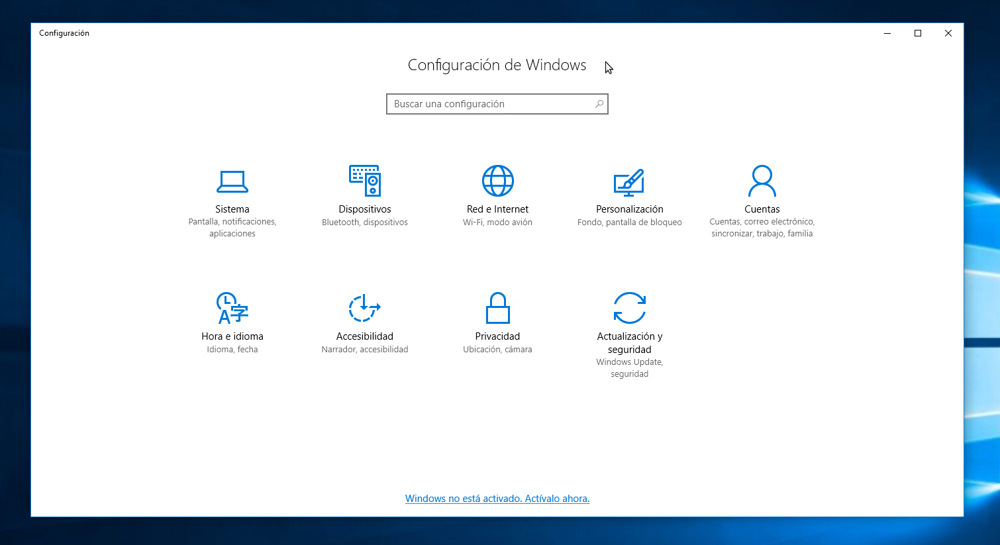 Configuración
Configuración de Windows
Buscar una configuración
Sistema
Pantalla, notificaciones,
aplicaciones
Dispositivos
Bluetooth, dispositivos
Red e Internet
Wi-Fi, modo avión
Personalización
Fondo, pantalla de bloqueo
Cuentas
Cuentas, correo electrónico,
sincronizar, trabajo, familia
Hora e idioma
Idioma, fecha
Accesibilidad
Narrador, accesibilidad
Privacidad
Ubicación, cámara
Actualización y
seguridad
Windows Update,
seguridad
Windows no está activado. Actívalo ahora.